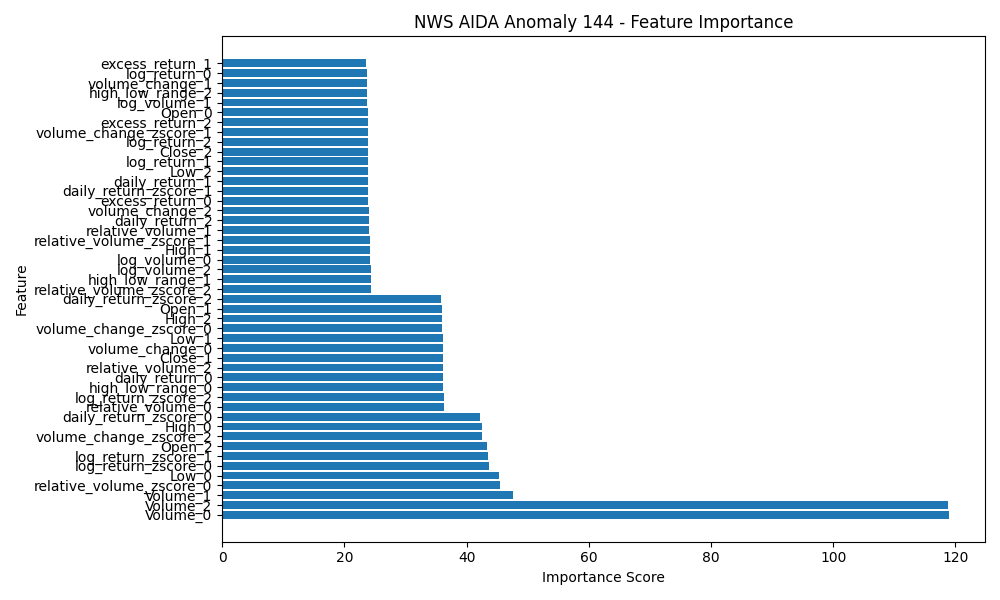 NWS AIDA Anomaly 144 - Feature Importance
excess_return_1
log_return_0
volume_change_1
high_low_range_2
log_volume_1
Open_0
excess_return_2
volume_change_zscore_1
log_return_2
Close_2
log_return_1
Low_2
daily_return_1
daily_return_zscore_1
excess_return_0
volume_change_2
daily_return_2
relative_volume_1
relative_volume_zscore_1
High_1
log_volume_0
log_volume_2
high_low_range_1
relative_volume_zscore_2
daily_return_zscore_2
Open_1
High_2
volume_change_zscore_0
Low_1
volume_change_0
Close_1
relative_volume_2
daily_return_0
high_low_range_0
log_return_zscore_2
relative_volume_0
daily_return_zscore_0
High_0
volume_change_zscore_2
Open_2
log_return_zscore_1
log_return_zscore_0
Low_0
relative_volume_zscore_0
Volume_1
Volume_2
Volume_0
Feature
0 20 40 60 80 100 120
Importance Score